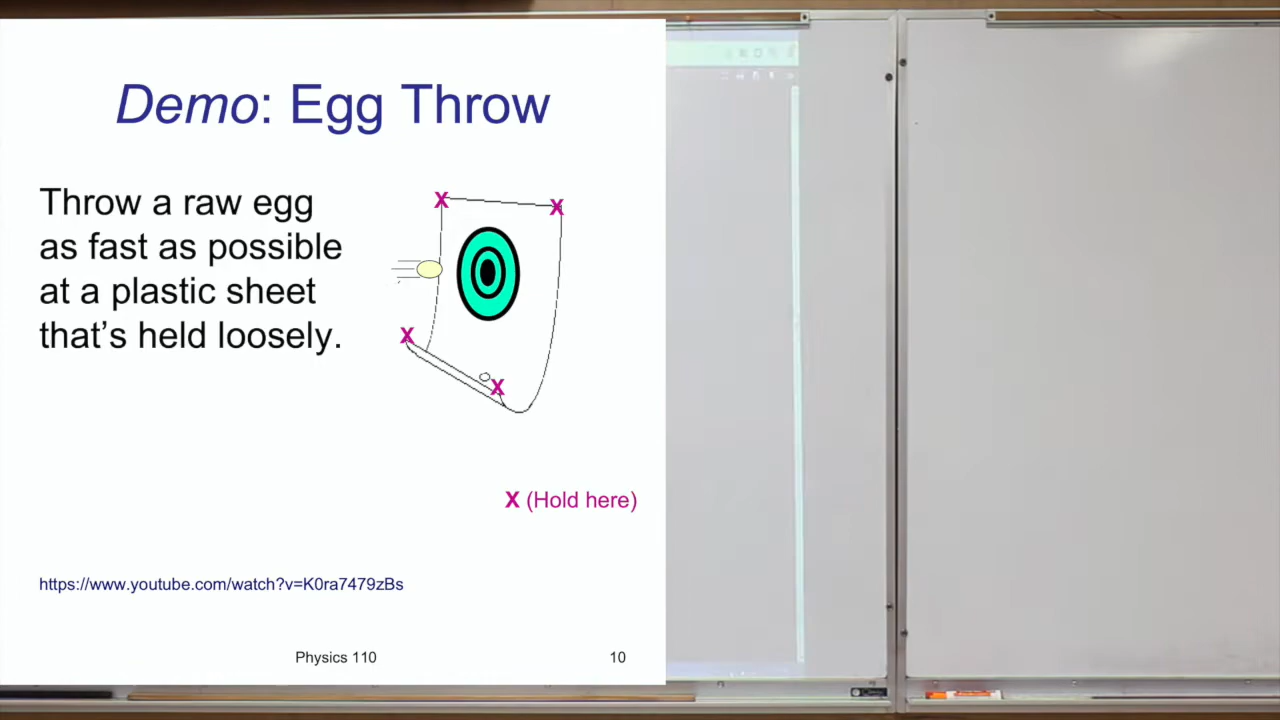 Demo: Egg Throw
Throw a raw egg
as fast as possible
at a plastic sheet
that's held loosely.
X
X
X
X
X (Hold here)
https://www.youtube.com/watch?v=K0ra7479zBs
Physics 110
10